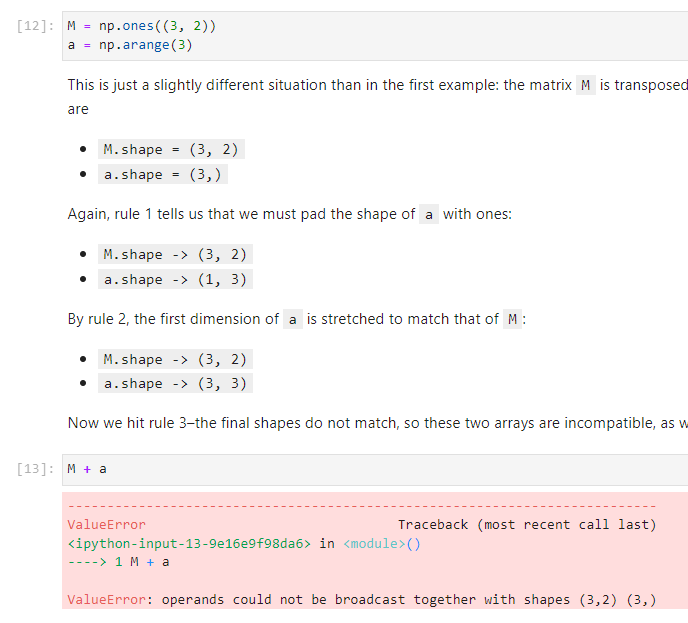 [12]: M = np.ones((3, 2))
a = np.arange(3)
This is just a slightly different situation than in the first example: the matrix M is transposed
are
• M.shape = (3, 2)
• a.shape = (3,)
Again, rule 1 tells us that we must pad the shape of a with ones:
• M.shape -> (3, 2)
• a.shape -> (1, 3)
By rule 2, the first dimension of a is stretched to match that of M:
• M.shape -> (3, 2)
• a.shape -> (3, 3)
Now we hit rule 3–the final shapes do not match, so these two arrays are incompatible, as
[13]: M + a
---------------------------------------------------------------------------
ValueError Traceback (most recent call last)
<ipython-input-13-9e16e9f98da6> in <module>()
----> 1 M + a
ValueError: operands could not be broadcast together with shapes (3,2) (3,)